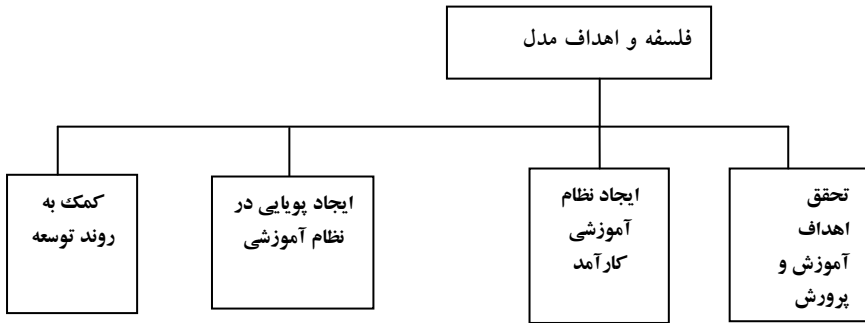 فلسفه و اهداف مدل
تحقق
اهداف
آموزش و
پرورش
ایجاد نظام
آموزشی
کارآمد
ایجاد پویایی در
نظام آموزشی
کمک به
روند توسعه